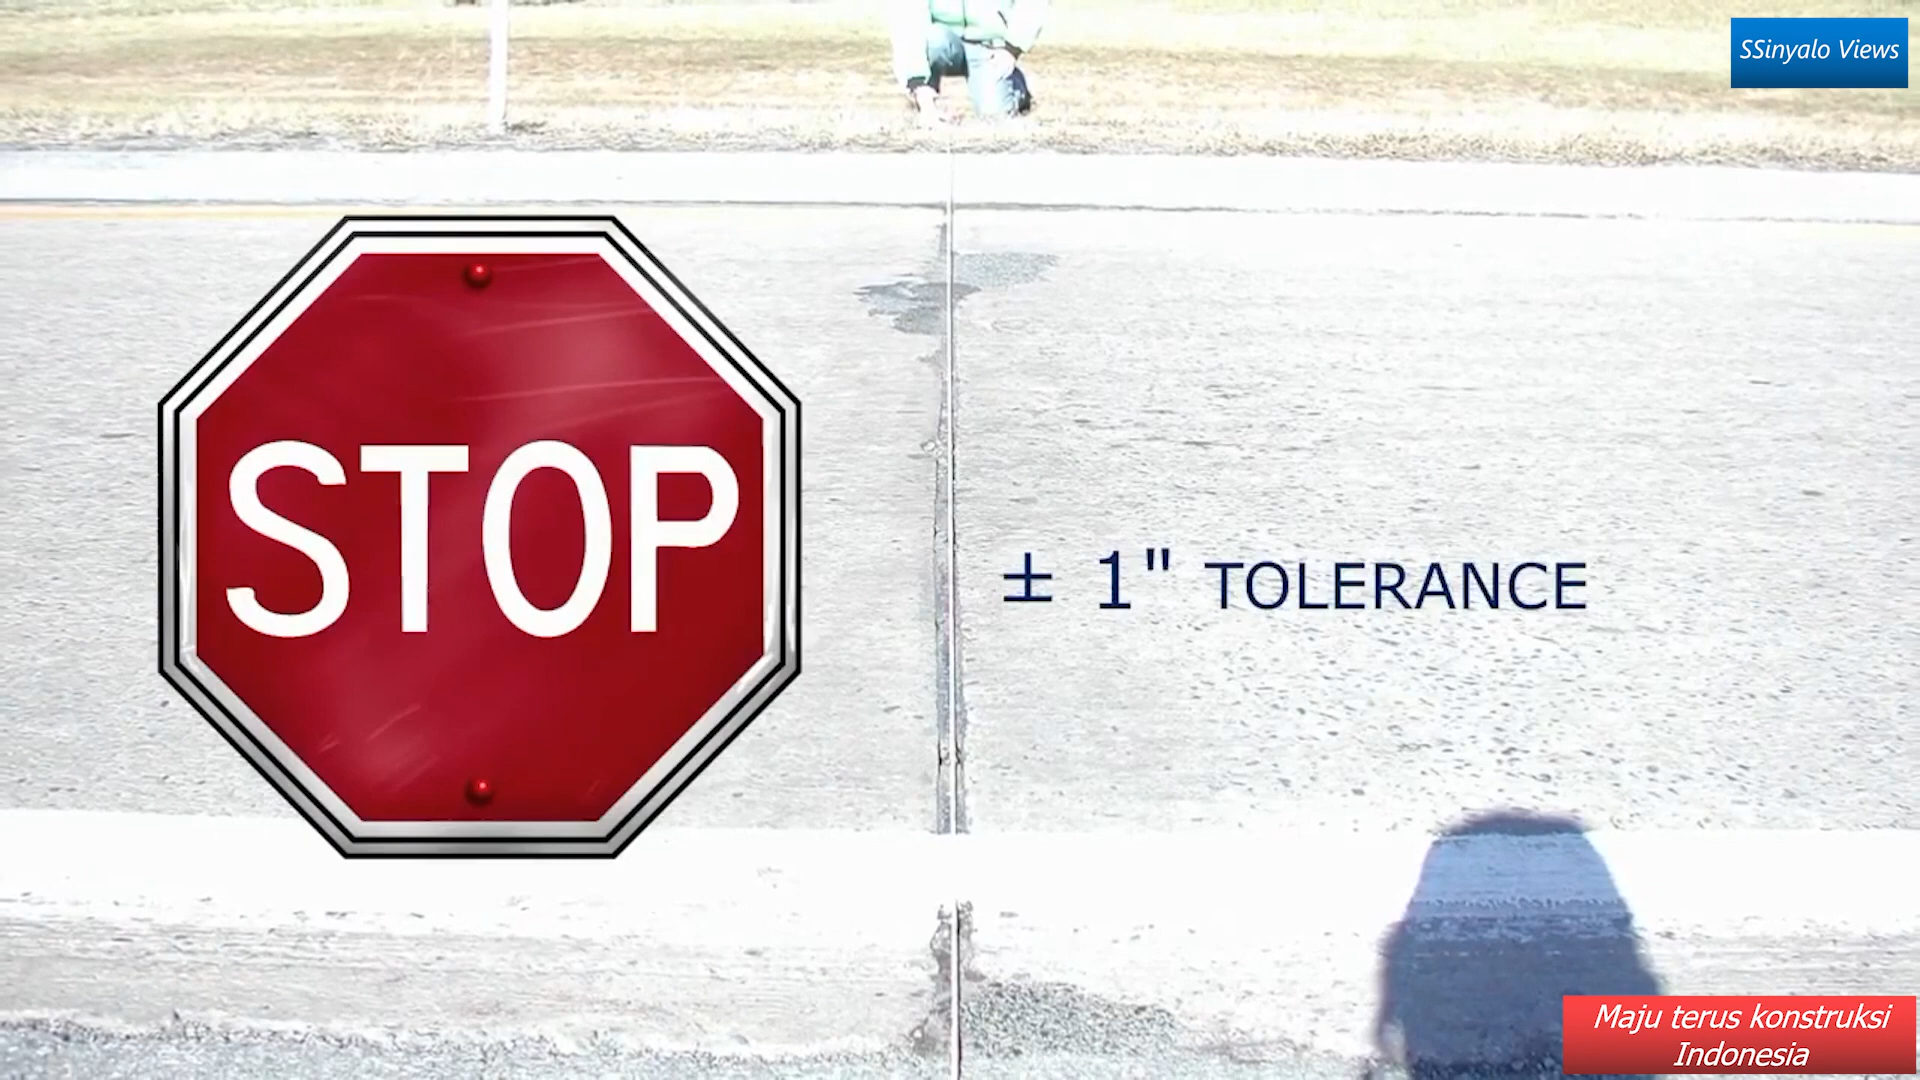 SSinyalo Views
STOP
± 1" TOLERANCE
Maju terus konstruksi
Indonesia